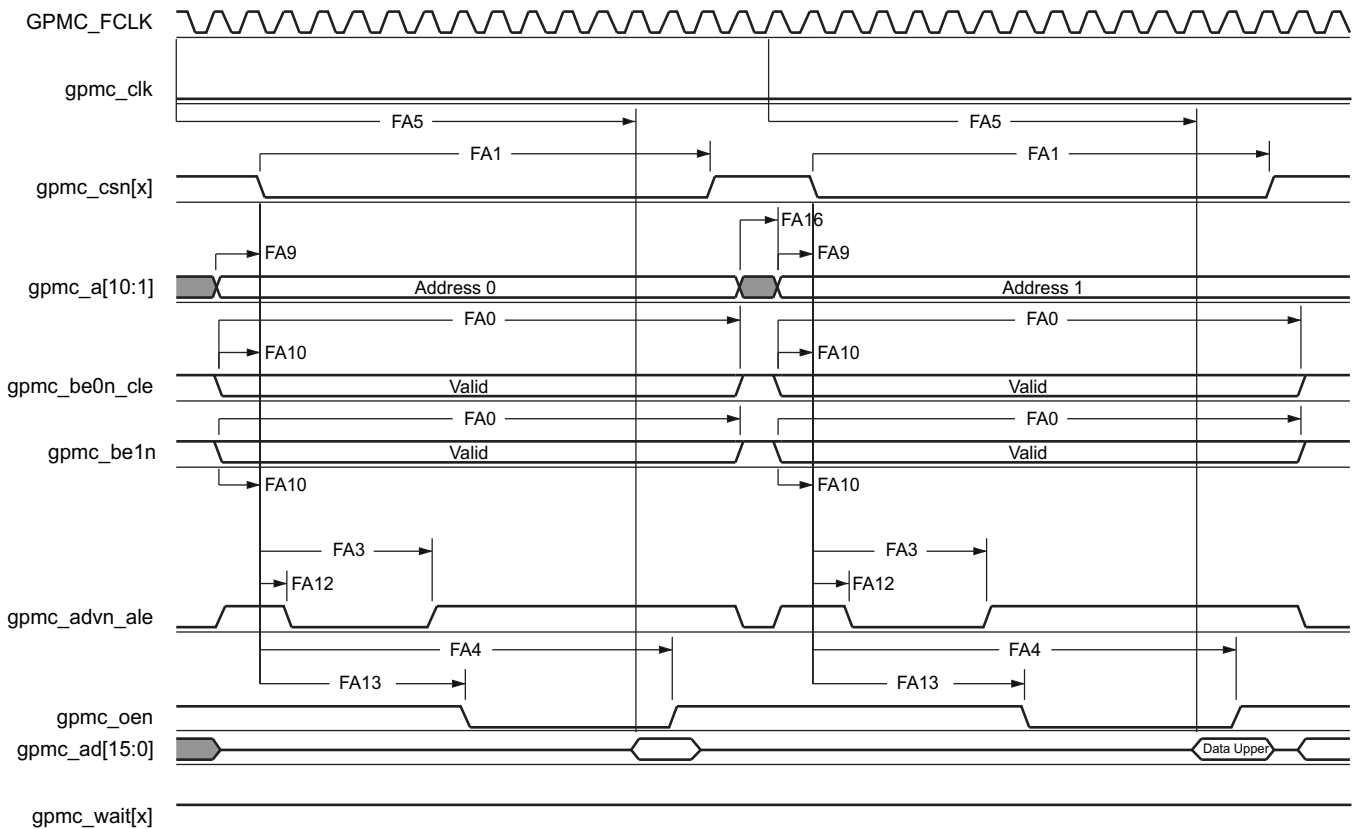 GPMC_FCLK
gpmc_clk
FA5 FA5
FA1 FA1
gpmc_csn[x]
FA16
FA9 FA9
gpmc_a[10:1] Address 0 Address 1
FA0 FA0
FA10 FA10
gpmc_be0n_cle Valid Valid
FA0 FA0
gpmc_be1n Valid Valid
FA10 FA10
FA3 FA3
FA12 FA12
gpmc_advn_ale
FA4 FA4
FA13 FA13
gpmc_oen
gpmc_ad[15:0] Data Upper
gpmc_wait[x]